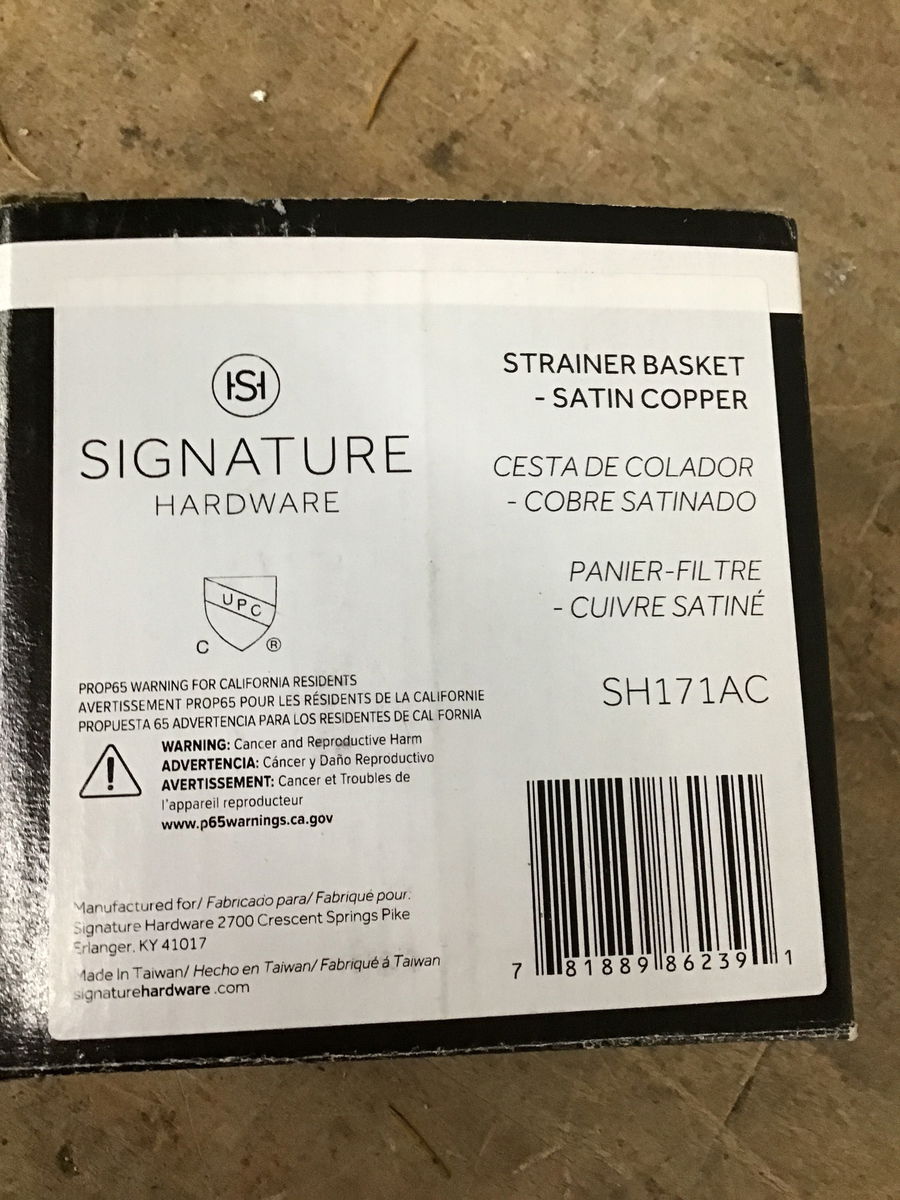 SH
SIGNATURE
HARDWARE
UPC
C ®
PROP65 WARNING FOR CALIFORNIA RESIDENTS
AVERTISSEMENT PROP65 POUR LES RÉSIDENTS DE LA CALIFORNIE
PROPUESTA 65 ADVERTENCIA PARA LOS RESIDENTES DE CAL FORNIA
WARNING: Cancer and Reproductive Harm
ADVERTENCIA: Cáncer y Daño Reproductivo
AVERTISSEMENT: Cancer et Troubles de
l'appareil reproducteur
www.p65warnings.ca.gov
Manufactured for/ Fabricado para/ Fabriqué pour:
Signature Hardware 2700 Crescent Springs Pike
Erlanger, KY 41017
Made In Taiwan/ Hecho en Taiwan/ Fabriqué á Taiwan
signaturehardware.com
STRAINER BASKET
- SATIN COPPER
CESTA DE COLADOR
- COBRE SATINADO
PANIER-FILTRE
- CUIVRE SATINÉ
SH171AC
7 81889 86239 1